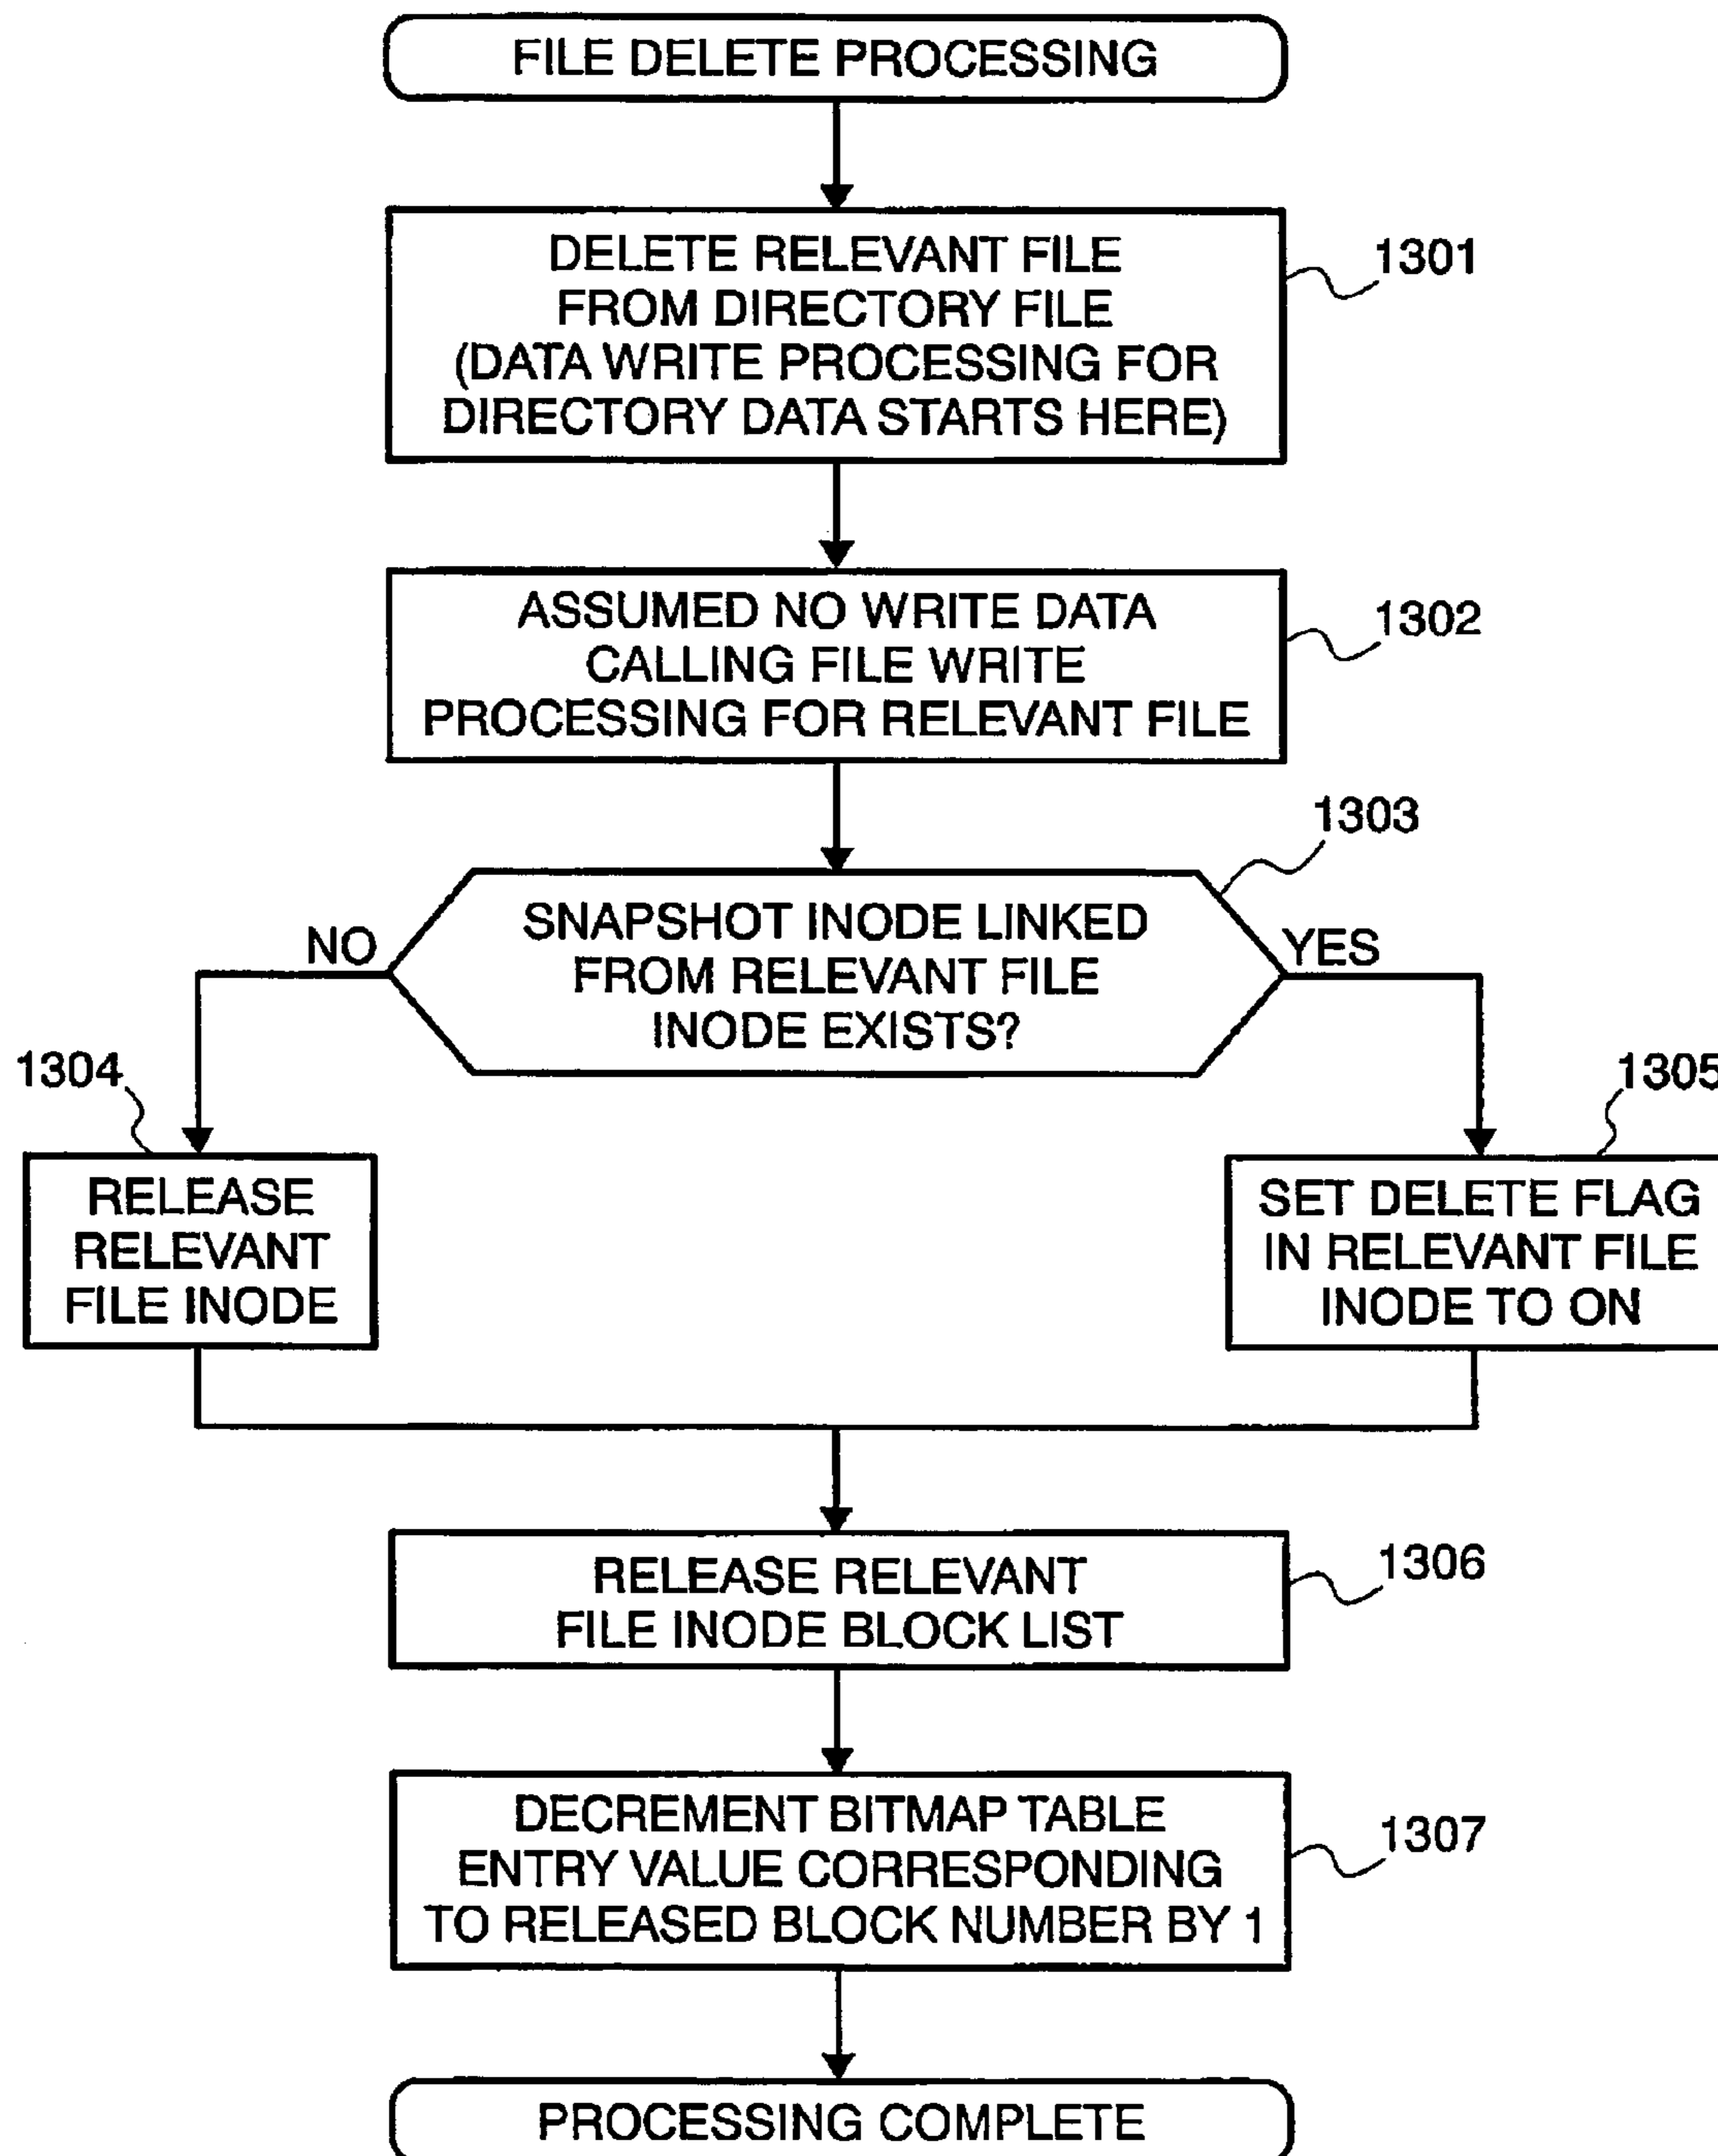 FILE DELETE PROCESSING
DELETE RELEVANT FILE
FROM DIRECTORY FILE
(DATA WRITE PROCESSING FOR
DIRECTORY DATA STARTS HERE)
1301
ASSUMED NO WRITE DATA
CALLING FILE WRITE
PROCESSING FOR RELEVANT FILE
1302
1303
SNAPSHOT INODE LINKED
FROM RELEVANT FILE
INODE EXISTS?
NO
YES
1304
RELEASE
RELEVANT
FILE INODE
1305
SET DELETE FLAG
IN RELEVANT FILE
INODE TO ON
RELEASE RELEVANT
FILE INODE BLOCK LIST
1306
DECREMENT BITMAP TABLE
ENTRY VALUE CORRESPONDING
TO RELEASED BLOCK NUMBER BY 1
1307
PROCESSING COMPLETE